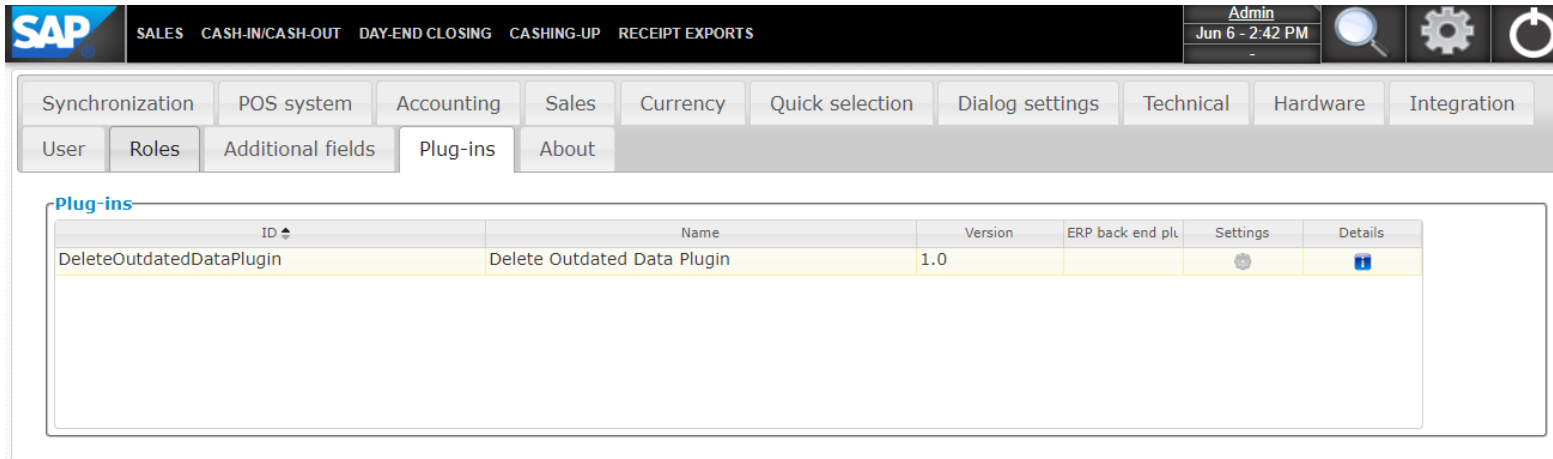 SAP
SALES CASH-IN/CASH-OUT DAY-END CLOSING CASHING-UP RECEIPT EXPORTS
Admin
Jun 6 - 2:42 PM
-
Synchronization POS system Accounting Sales Currency Quick selection Dialog settings Technical Hardware Integration
User Roles Additional fields Plug-ins About
Plug-ins
ID Name Version ERP back end plu Settings Details
DeleteOutdatedDataPlugin Delete Outdated Data Plugin 1.0